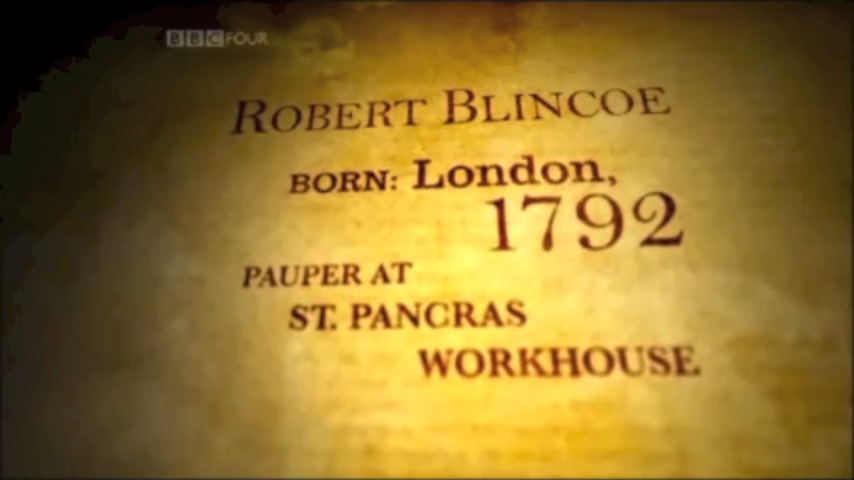 BBC FOUR
ROBERT BLINCOE
BORN: London,
1792
PAUPER AT
ST. PANCRAS
WORKHOUSE